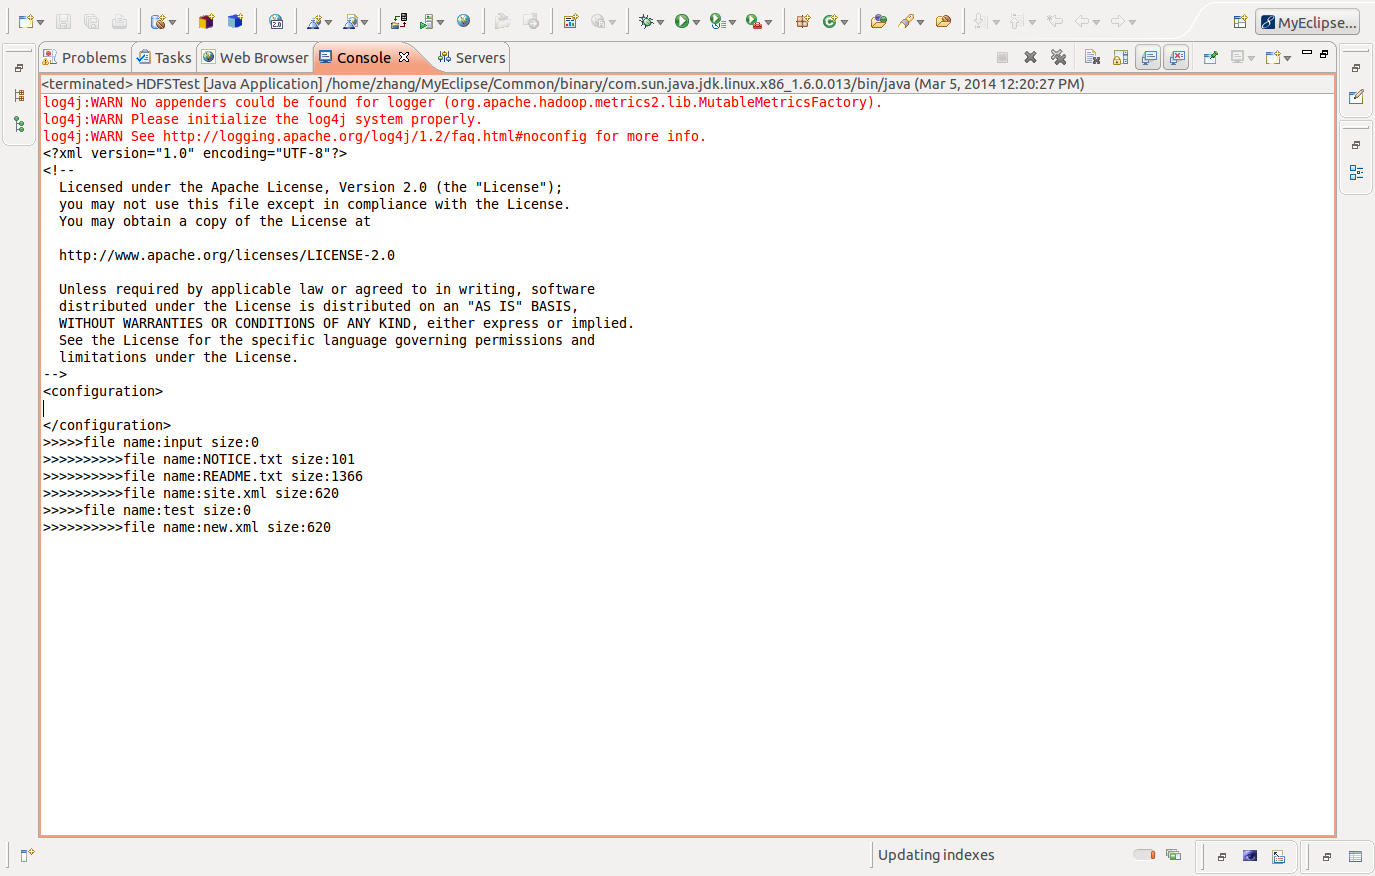 MyEclipse...
Problems Tasks Web Browser Console Servers
<terminated> HDFSTest [Java Application] /home/zhang/MyEclipse/Common/binary/com.sun.java.jdk.linux.x86_1.6.0.013/bin/java (Mar 5, 2014 12:20:27 PM)
log4j:WARN No appenders could be found for logger (org.apache.hadoop.metrics2.lib.MutableMetricsFactory).
log4j:WARN Please initialize the log4j system properly.
log4j:WARN See http://logging.apache.org/log4j/1.2/faq.html#noconfig for more info.
<?xml version="1.0" encoding="UTF-8"?>
<!--
  Licensed under the Apache License, Version 2.0 (the "License");
  you may not use this file except in compliance with the License.
  You may obtain a copy of the License at
  http://www.apache.org/licenses/LICENSE-2.0
  Unless required by applicable law or agreed to in writing, software
  distributed under the License is distributed on an "AS IS" BASIS,
  WITHOUT WARRANTIES OR CONDITIONS OF ANY KIND, either express or implied.
  See the License for the specific language governing permissions and
  limitations under the License.
-->
<configuration>
</configuration>
>>>>>file name:input size:0
>>>>>>>>>>file name:NOTICE.txt size:101
>>>>>>>>>>file name:README.txt size:1366
>>>>>>>>>>file name:site.xml size:620
>>>>>file name:test size:0
>>>>>>>>>>file name:new.xml size:620
Updating indexes